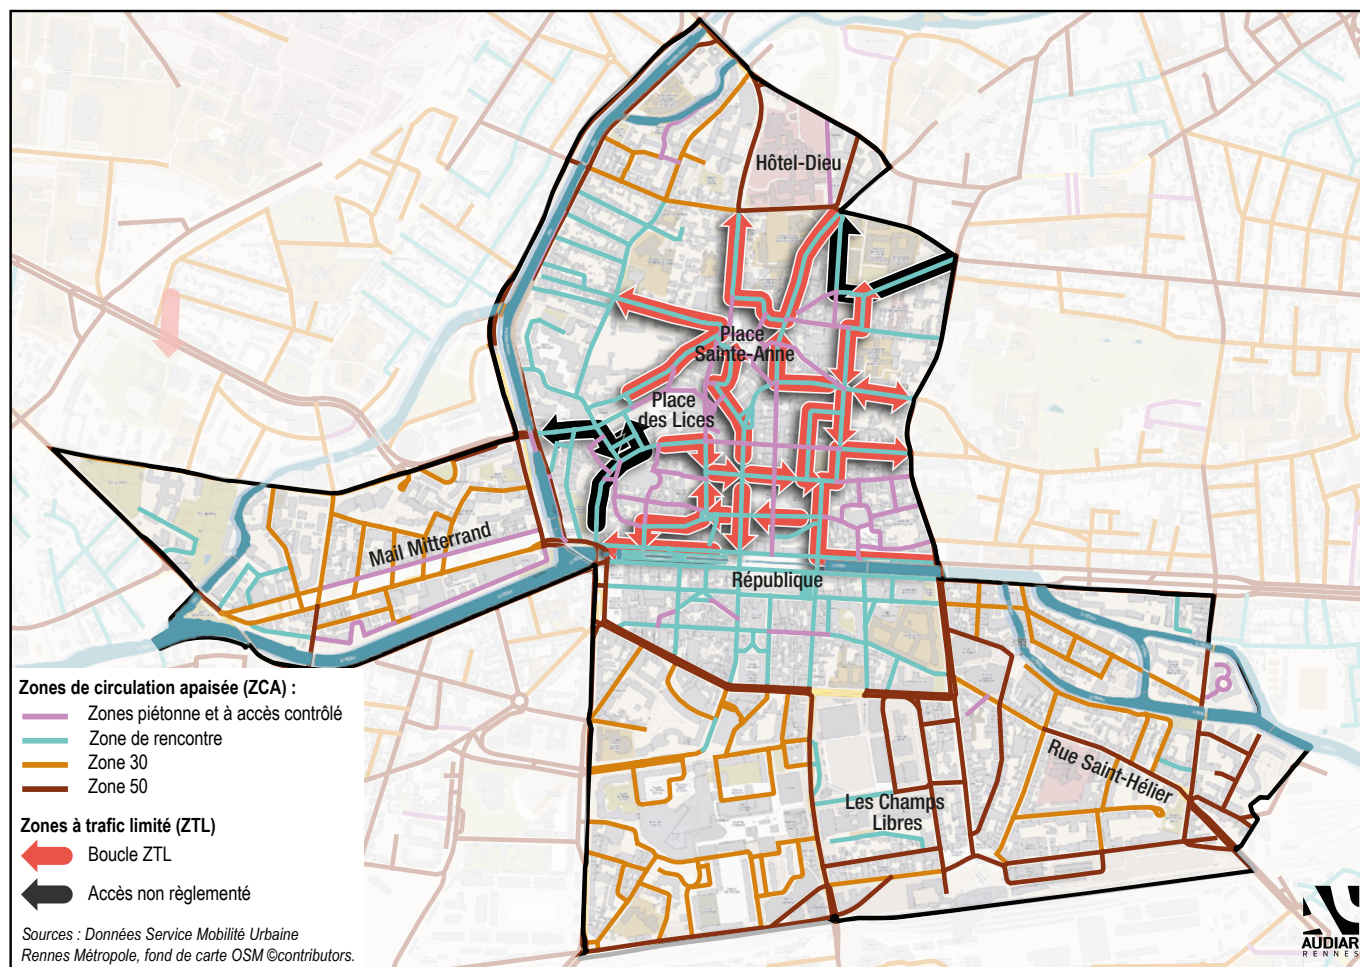 Hôtel-Dieu
Place
Sainte-Anne
Place
des Lices
Mail Mitterrand
République
Rue Saint-Hélier
Les Champs
Libres
Zones de circulation apaisée (ZCA) :
Zones piétonne et à accès contrôlé
Zone de rencontre
Zone 30
Zone 50
Zones à trafic limité (ZTL)
Boucle ZTL
Accès non règlementé
Sources : Données Service Mobilité Urbaine
Rennes Métropole, fond de carte OSM ©contributors.
AUDIAR
RENNES